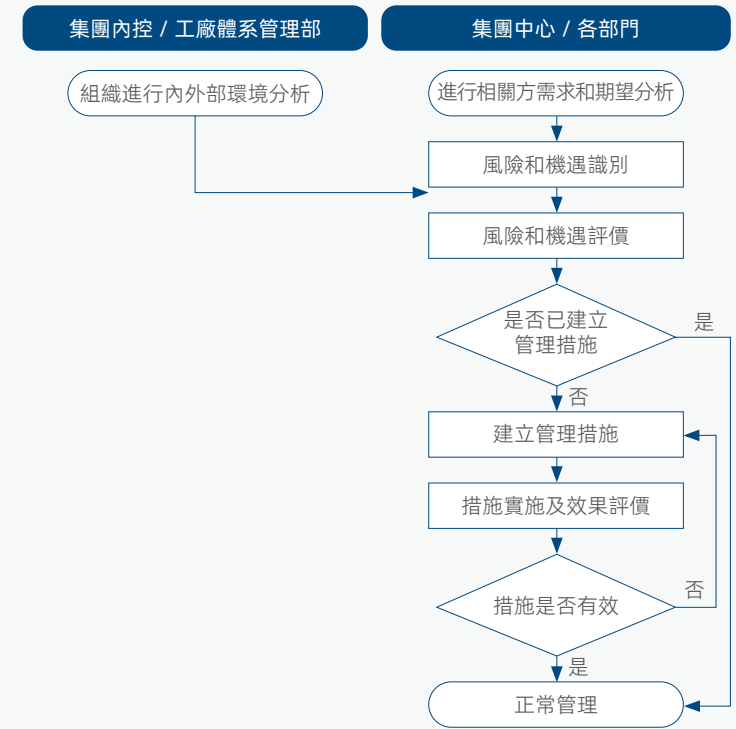 集團內控 / 工廠體系管理部
集團中心 / 各部門
組織進行內外部環境分析
進行相關方需求和期望分析
風險和機遇識別
風險和機遇評價
是否已建立
管理措施
是
否
建立管理措施
措施實施及效果評價
措施是否有效
否
是
正常管理